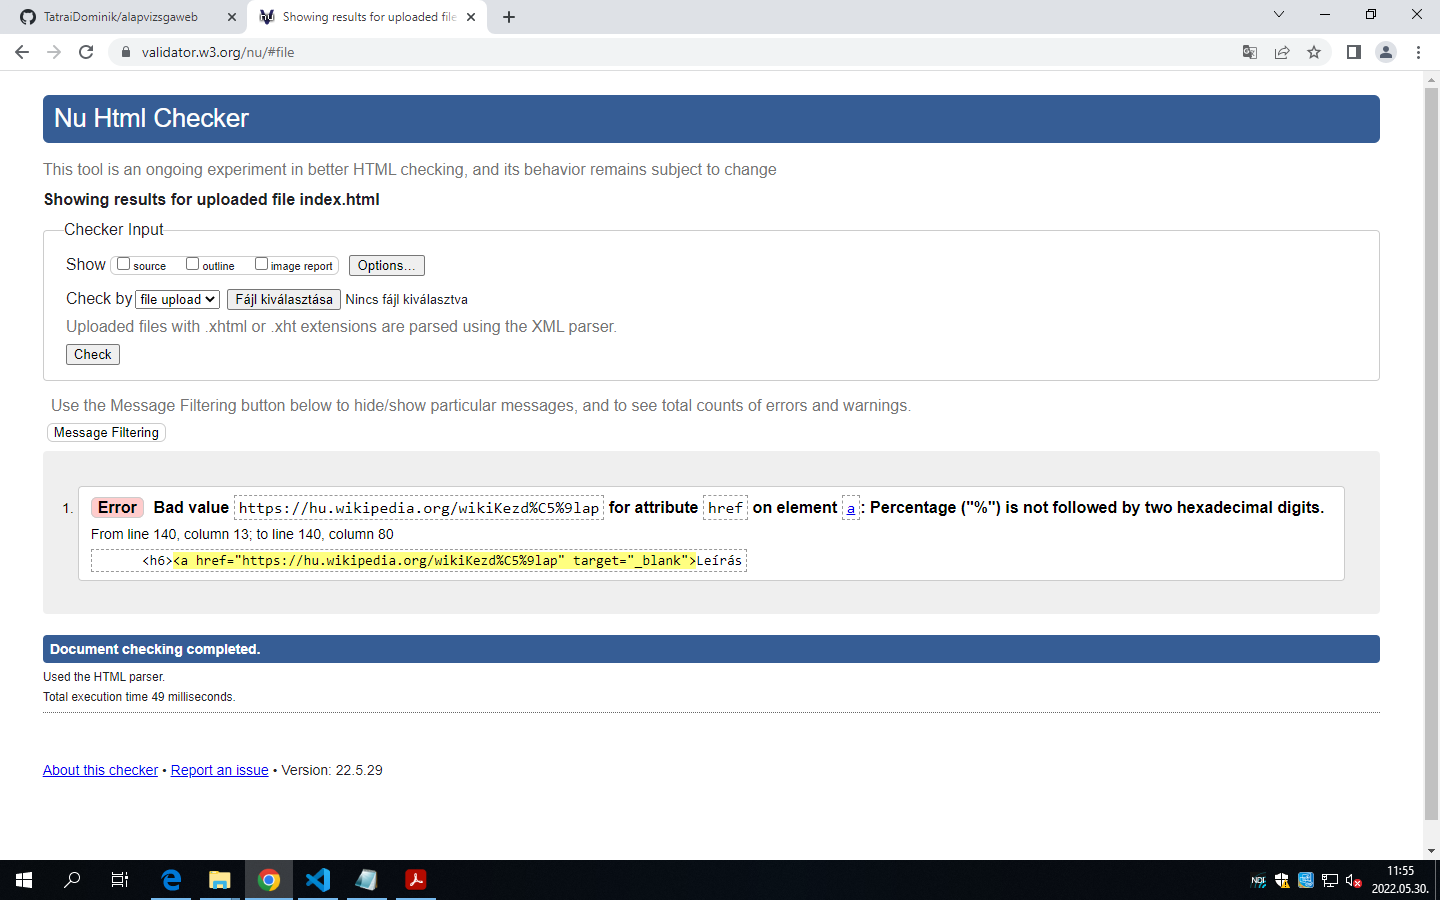 TatraiDominik/alapvizsgaweb
Showing results for uploaded file
validator.w3.org/nu/#file
Nu Html Checker
This tool is an ongoing experiment in better HTML checking, and its behavior remains subject to change
Showing results for uploaded file index.html
Checker Input
Show source outline image report Options...
Check by file upload Fájl kiválasztása Nincs fájl kiválasztva
Uploaded files with .xhtml or .xht extensions are parsed using the XML parser.
Check
Use the Message Filtering button below to hide/show particular messages, and to see total counts of errors and warnings.
Message Filtering
1. Error Bad value https://hu.wikipedia.org/wikiKezd%C5%9lap for attribute href on element a: Percentage ("%") is not followed by two hexadecimal digits.
From line 140, column 13; to line 140, column 80
<h6><a href="https://hu.wikipedia.org/wikiKezd%C5%9lap" target="_blank">Leírás
Document checking completed.
Used the HTML parser.
Total execution time 49 milliseconds.
About this checker • Report an issue • Version: 22.5.29
11:55
2022.05.30.